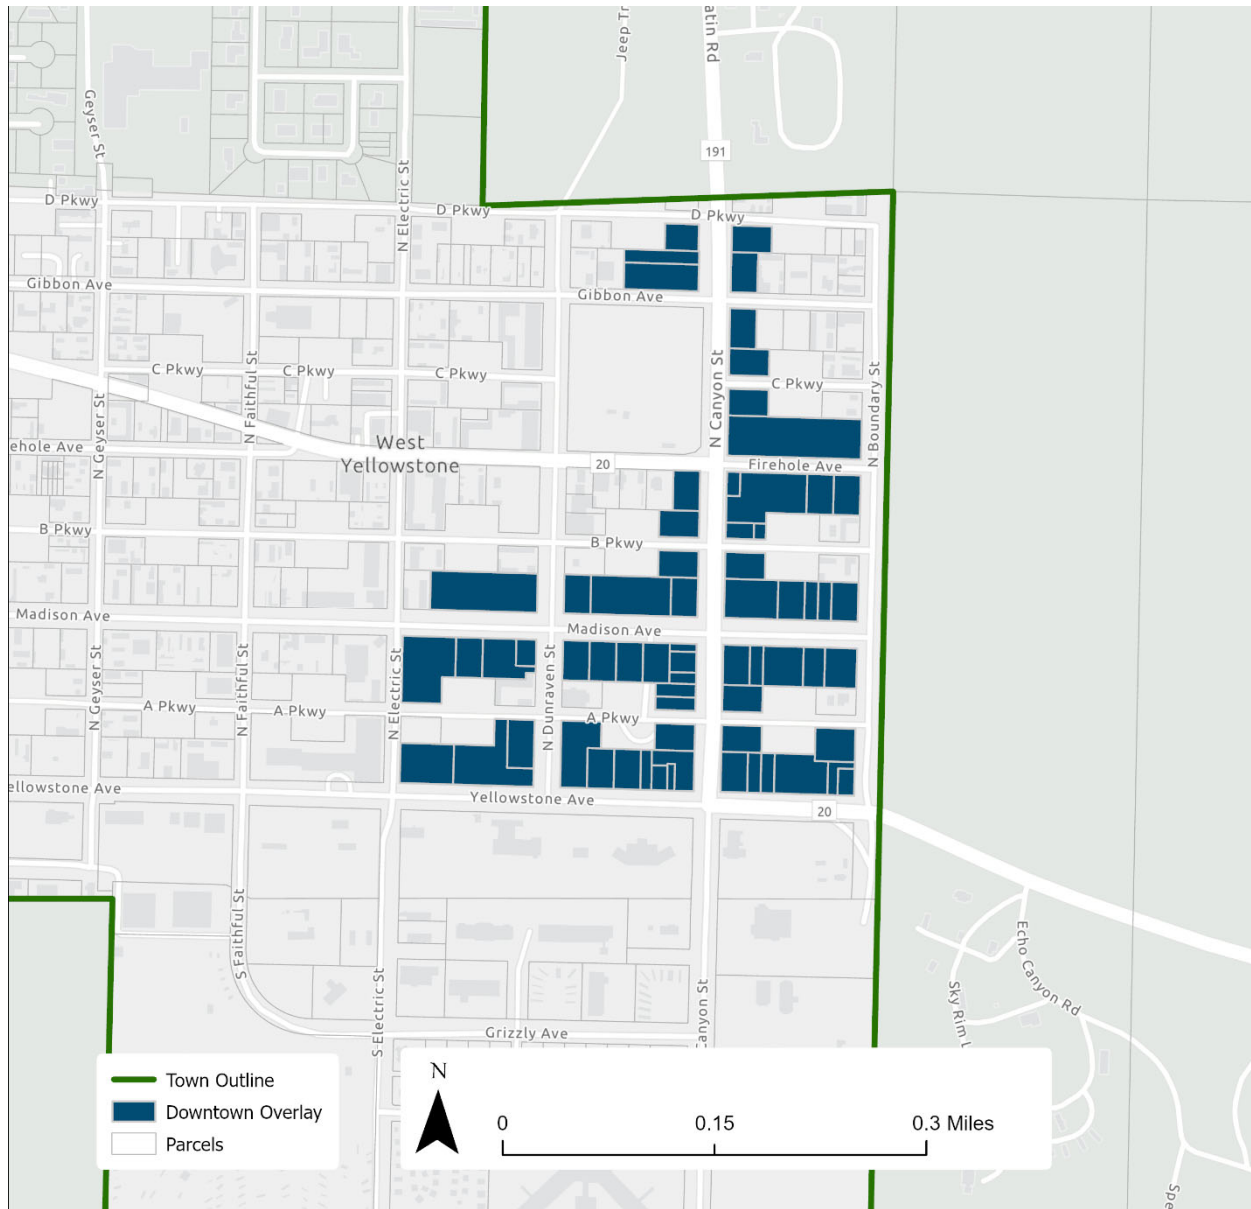 Jeep Tr
atin Rd
Geyser St
191
N Electric St
D Pkwy
D Pkwy
D Pkwy
Gibbon Ave
Gibbon Ave
C Pkwy
C Pkwy
C Pkwy
C Pkwy
N Geyser St
N Faithful St
N Canyon St
N Boundary St
ehole Ave
West
Yellowstone
20
Firehole Ave
B Pkwy
B Pkwy
Madison Ave
Madison Ave
N Geyser St
N Faithful St
N Electric St
N Dunraven St
A Pkwy
A Pkwy
A Pkwy
ellowstone Ave
Yellowstone Ave
20
S Faithful St
S Electric St
Canyon St
Echo Canyon Rd
Sky Rim L
Grizzly Ave
Spe
Town Outline
Downtown Overlay
Parcels
N
0 0.15 0.3 Miles